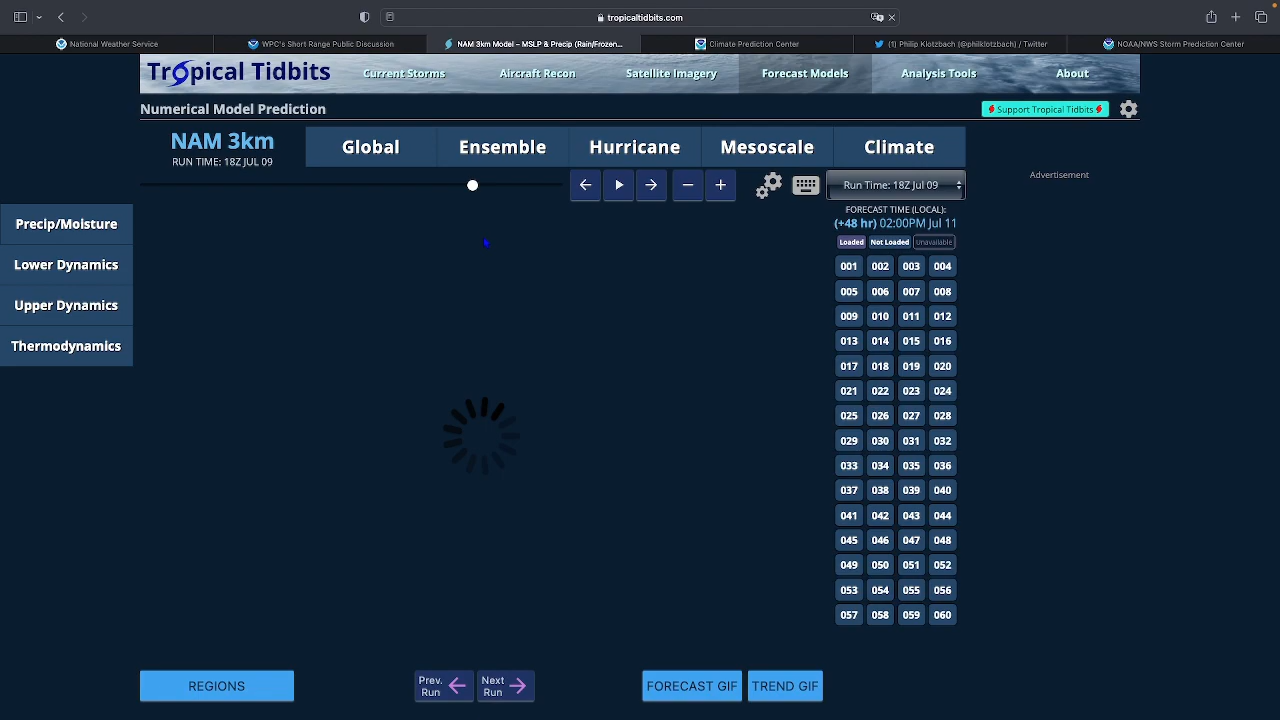 tropicaltidbits.com
National Weather Service
WPC's Short Range Public Discussion
NAM 3km Model – MSLP & Precip (Rain/Frozen...
Climate Prediction Center
(1) Philip Klotzbach (@philklotzbach) / Twitter
NOAA/NWS Storm Prediction Center
Tropical Tidbits
Current Storms
Aircraft Recon
Satellite Imagery
Forecast Models
Analysis Tools
About
Numerical Model Prediction
Support Tropical Tidbits
NAM 3km
RUN TIME: 18Z JUL 09
Global
Ensemble
Hurricane
Mesoscale
Climate
Run Time: 18Z Jul 09
Advertisement
FORECAST TIME (LOCAL):
(+48 hr) 02:00PM Jul 11
Loaded Not Loaded Unavailable
Precip/Moisture
Lower Dynamics
Upper Dynamics
Thermodynamics
001 002 003 004
005 006 007 008
009 010 011 012
013 014 015 016
017 018 019 020
021 022 023 024
025 026 027 028
029 030 031 032
033 034 035 036
037 038 039 040
041 042 043 044
045 046 047 048
049 050 051 052
053 054 055 056
057 058 059 060
REGIONS
Prev.
Run
Next
Run
FORECAST GIF
TREND GIF